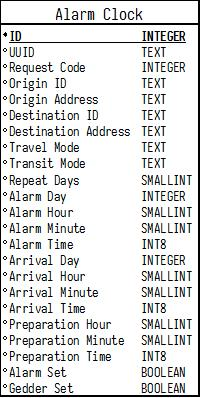 Alarm Clock
ID INTEGER
UUID TEXT
Request Code INTEGER
Origin ID TEXT
Origin Address TEXT
Destination ID TEXT
Destination Address TEXT
Travel Mode TEXT
Transit Mode TEXT
Repeat Days SMALLINT
Alarm Day INTEGER
Alarm Hour SMALLINT
Alarm Minute SMALLINT
Alarm Time INT8
Arrival Day INTEGER
Arrival Hour SMALLINT
Arrival Minute SMALLINT
Arrival Time INT8
Preparation Hour SMALLINT
Preparation Minute SMALLINT
Preparation Time INT8
Alarm Set BOOLEAN
Gedder Set BOOLEAN